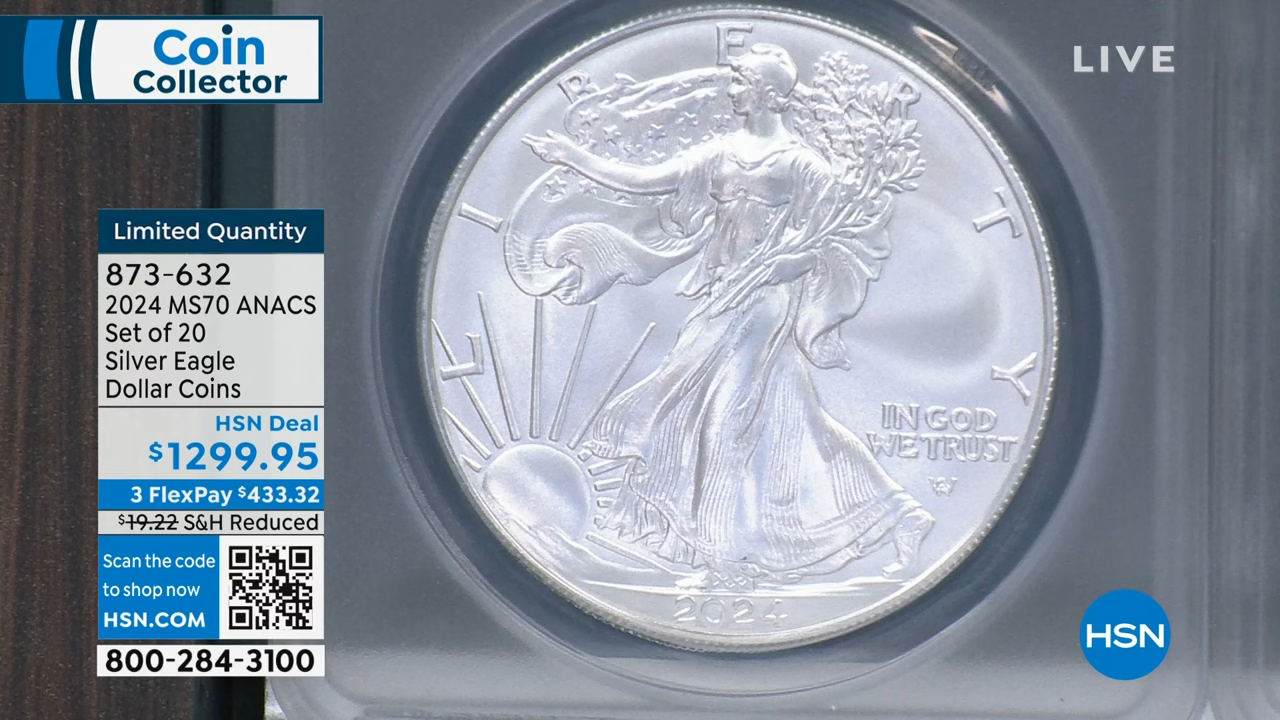 Coin
Collector
LIVE
Limited Quantity
873-632
2024 MS70 ANACS
Set of 20
Silver Eagle
Dollar Coins
HSN Deal
$1299.95
3 FlexPay $433.32
$19.22 S&H Reduced
Scan the code
to shop now
HSN.COM
800-284-3100
LIBERTY
IN GOD
WE TRUST
W
2024
HSN